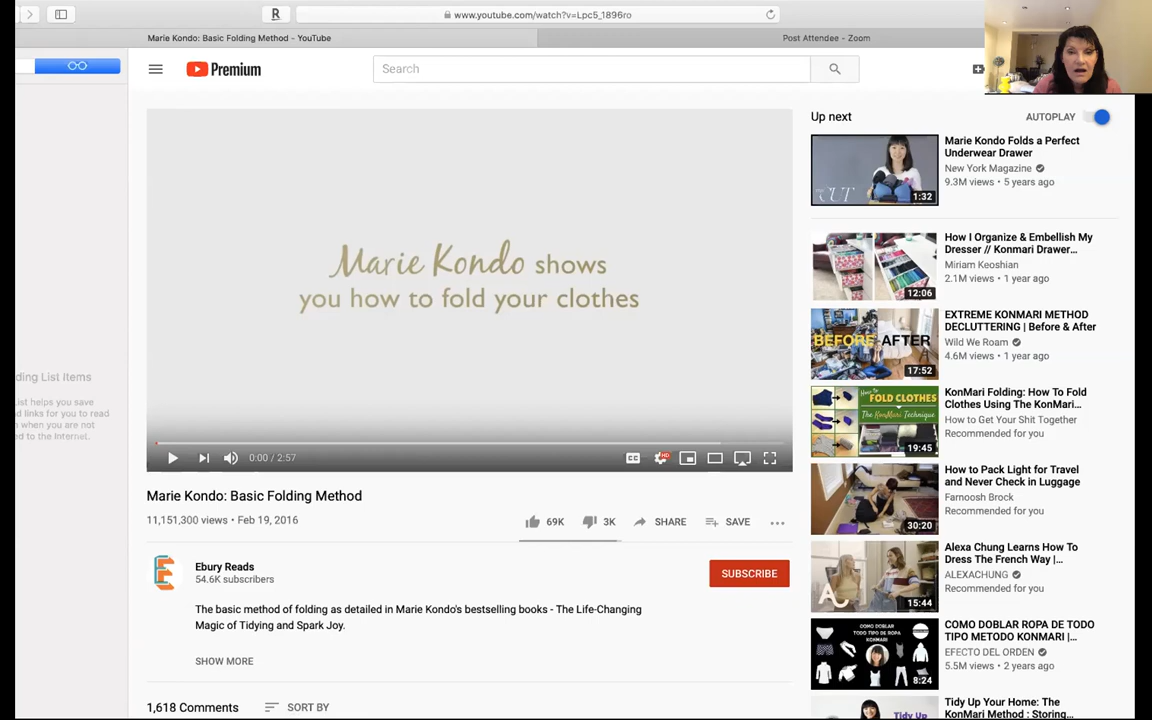 www.youtube.com/watch?v=Lpc5_1896ro
Marie Kondo: Basic Folding Method - YouTube
Post Attendee - Zoom
Premium
Search
Marie Kondo shows
you how to fold your clothes
0:00 / 2:57
CC
HD
Marie Kondo: Basic Folding Method
11,151,300 views • Feb 19, 2016
69K
3K
SHARE
SAVE
Ebury Reads
54.6K subscribers
SUBSCRIBE
The basic method of folding as detailed in Marie Kondo's bestselling books - The Life-Changing
Magic of Tidying and Spark Joy.
SHOW MORE
1,618 Comments
SORT BY
ding List Items
List helps you save
d links for you to read
when you are not
ed to the Internet.
Up next
AUTOPLAY
CUT
1:32
Marie Kondo Folds a Perfect
Underwear Drawer
New York Magazine
9.3M views • 5 years ago
12:06
How I Organize & Embellish My
Dresser // Konmari Drawer...
Miriam Keoshian
2.1M views • 1 year ago
BEFORE AFTER
17:52
EXTREME KONMARI METHOD
DECLUTTERING | Before & After
Wild We Roam
4.6M views • 1 year ago
How to
FOLD CLOTHES
The KonMari Technique
19:45
KonMari Folding: How To Fold
Clothes Using The KonMari...
How to Get Your Shit Together
Recommended for you
30:20
How to Pack Light for Travel
and Never Check in Luggage
Farnoosh Brock
Recommended for you
A
15:44
Alexa Chung Learns How To
Dress The French Way |...
ALEXACHUNG
Recommended for you
COMO DOBLAR
TODO TIPO DE ROPA
KONMARI
8:24
COMO DOBLAR ROPA DE TODO
TIPO METODO KONMARI |...
EFECTO DEL ORDEN
5.5M views • 2 years ago
Tidy Up
Tidy Up Your Home: The
KonMari Method : Storing...